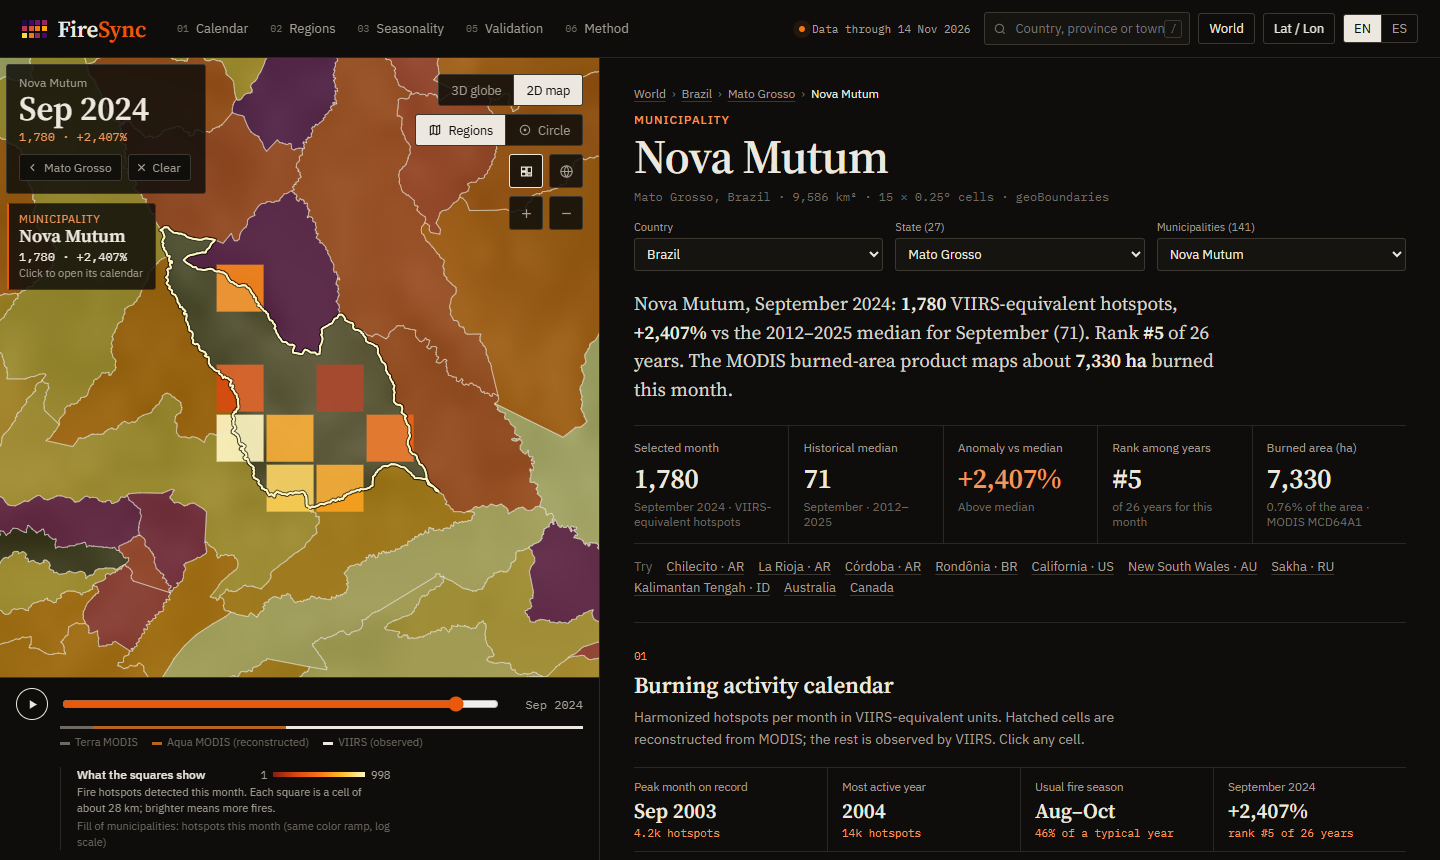 FireSync
01 Calendar
02 Regions
03 Seasonality
05 Validation
06 Method
Data through 14 Nov 2026
Country, province or town /
World
Lat / Lon
EN
ES
Nova Mutum
Sep 2024
1,780 · +2,407%
Mato Grosso
Clear
MUNICIPALITY
Nova Mutum
1,780 · +2,407%
Click to open its calendar
3D globe
2D map
Regions
Circle
+
−
Sep 2024
Terra MODIS
Aqua MODIS (reconstructed)
VIIRS (observed)
What the squares show
1
998
Fire hotspots detected this month. Each square is a cell of
about 28 km; brighter means more fires.
Fill of municipalities: hotspots this month (same color ramp, log
scale)
World › Brazil › Mato Grosso › Nova Mutum
MUNICIPALITY
Nova Mutum
Mato Grosso, Brazil · 9,586 km² · 15 × 0.25° cells · geoBoundaries
Country
State (27)
Municipalities (141)
Brazil
Mato Grosso
Nova Mutum
Nova Mutum, September 2024: 1,780 VIIRS-equivalent hotspots,
+2,407% vs the 2012–2025 median for September (71). Rank #5 of 26
years. The MODIS burned-area product maps about 7,330 ha burned
this month.
Selected month
1,780
September 2024 · VIIRS-
equivalent hotspots
Historical median
71
September · 2012–
2025
Anomaly vs median
+2,407%
Above median
Rank among years
#5
of 26 years for this
month
Burned area (ha)
7,330
0.76% of the area ·
MODIS MCD64A1
Try Chilecito · AR La Rioja · AR Córdoba · AR Rondônia · BR California · US New South Wales · AU Sakha · RU
Kalimantan Tengah · ID Australia Canada
01
Burning activity calendar
Harmonized hotspots per month in VIIRS-equivalent units. Hatched cells are
reconstructed from MODIS; the rest is observed by VIIRS. Click any cell.
Peak month on record
Sep 2003
4.2k hotspots
Most active year
2004
14k hotspots
Usual fire season
Aug–Oct
46% of a typical year
September 2024
+2,407%
rank #5 of 26 years